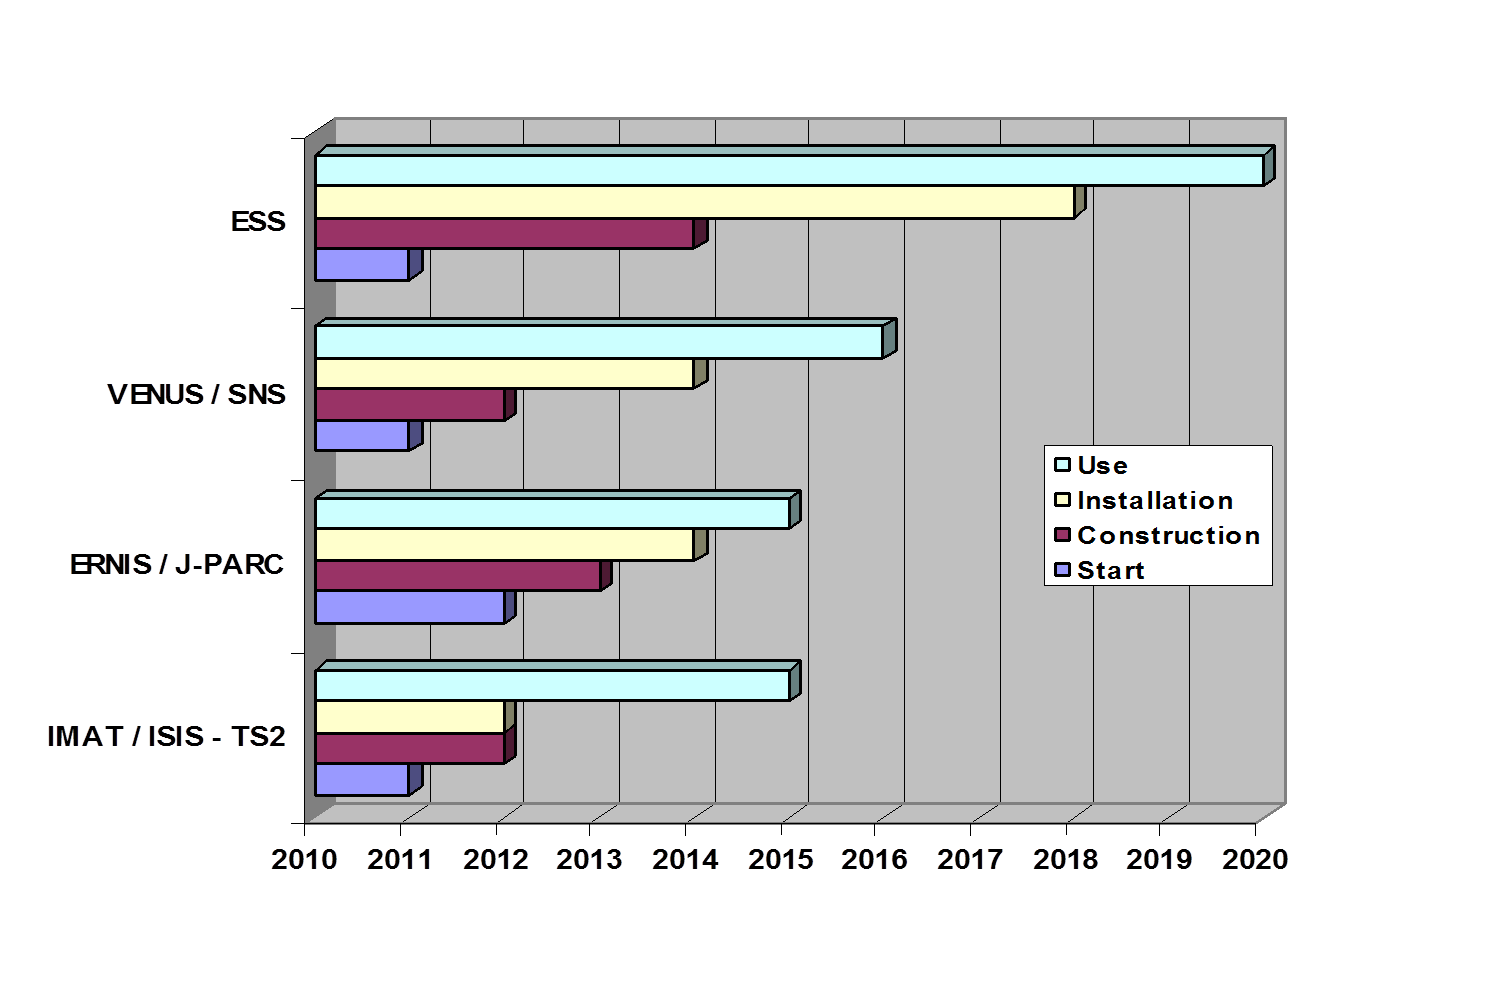 ESS
VENUS / SNS
ERNIS / J-PARC
IMAT / ISIS - TS2
Use
Installation
Construction
Start
2010 2011 2012 2013 2014 2015 2016 2017 2018 2019 2020